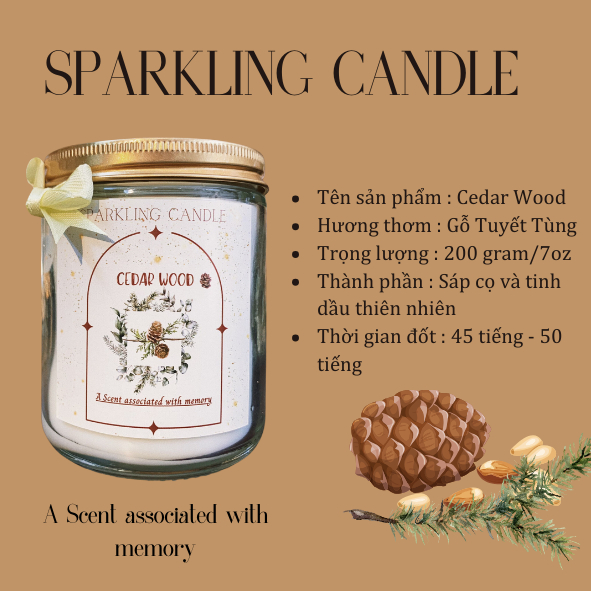 SPARKLING CANDLE
SPARKLING CANDLE
CEDAR WOOD
A Scent associated with memory
Tên sản phẩm : Cedar Wood
Hương thơm : Gỗ Tuyết Tùng
Trọng lượng : 200 gram/7oz
Thành phần : Sáp cọ và tinh
dầu thiên nhiên
Thời gian đốt : 45 tiếng - 50
tiếng
A Scent associated with
memory